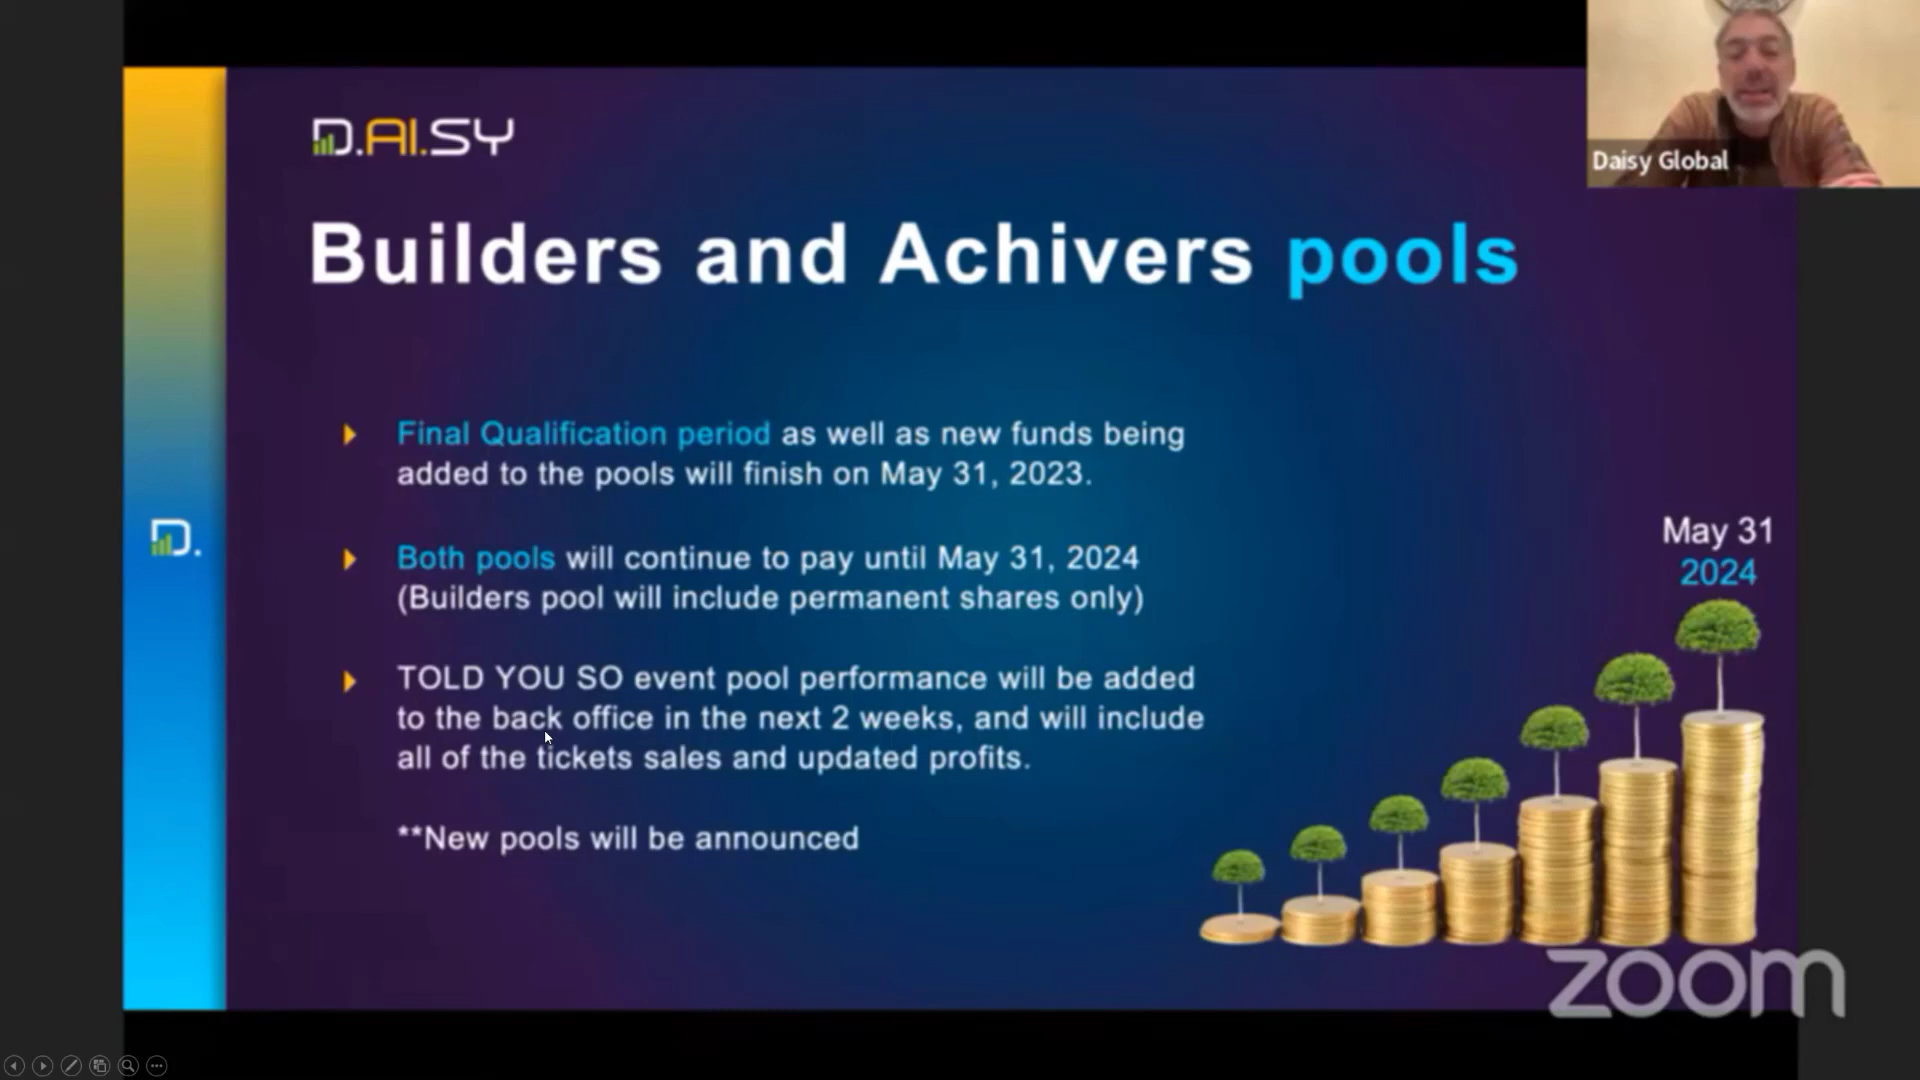 D.AI.SY
Daisy Global
Builders and Achivers pools
Final Qualification period as well as new funds being
added to the pools will finish on May 31, 2023.
Both pools will continue to pay until May 31, 2024
(Builders pool will include permanent shares only)
TOLD YOU SO event pool performance will be added
to the back office in the next 2 weeks, and will include
all of the tickets sales and updated profits.
**New pools will be announced
D.
May 31
2024
zoom